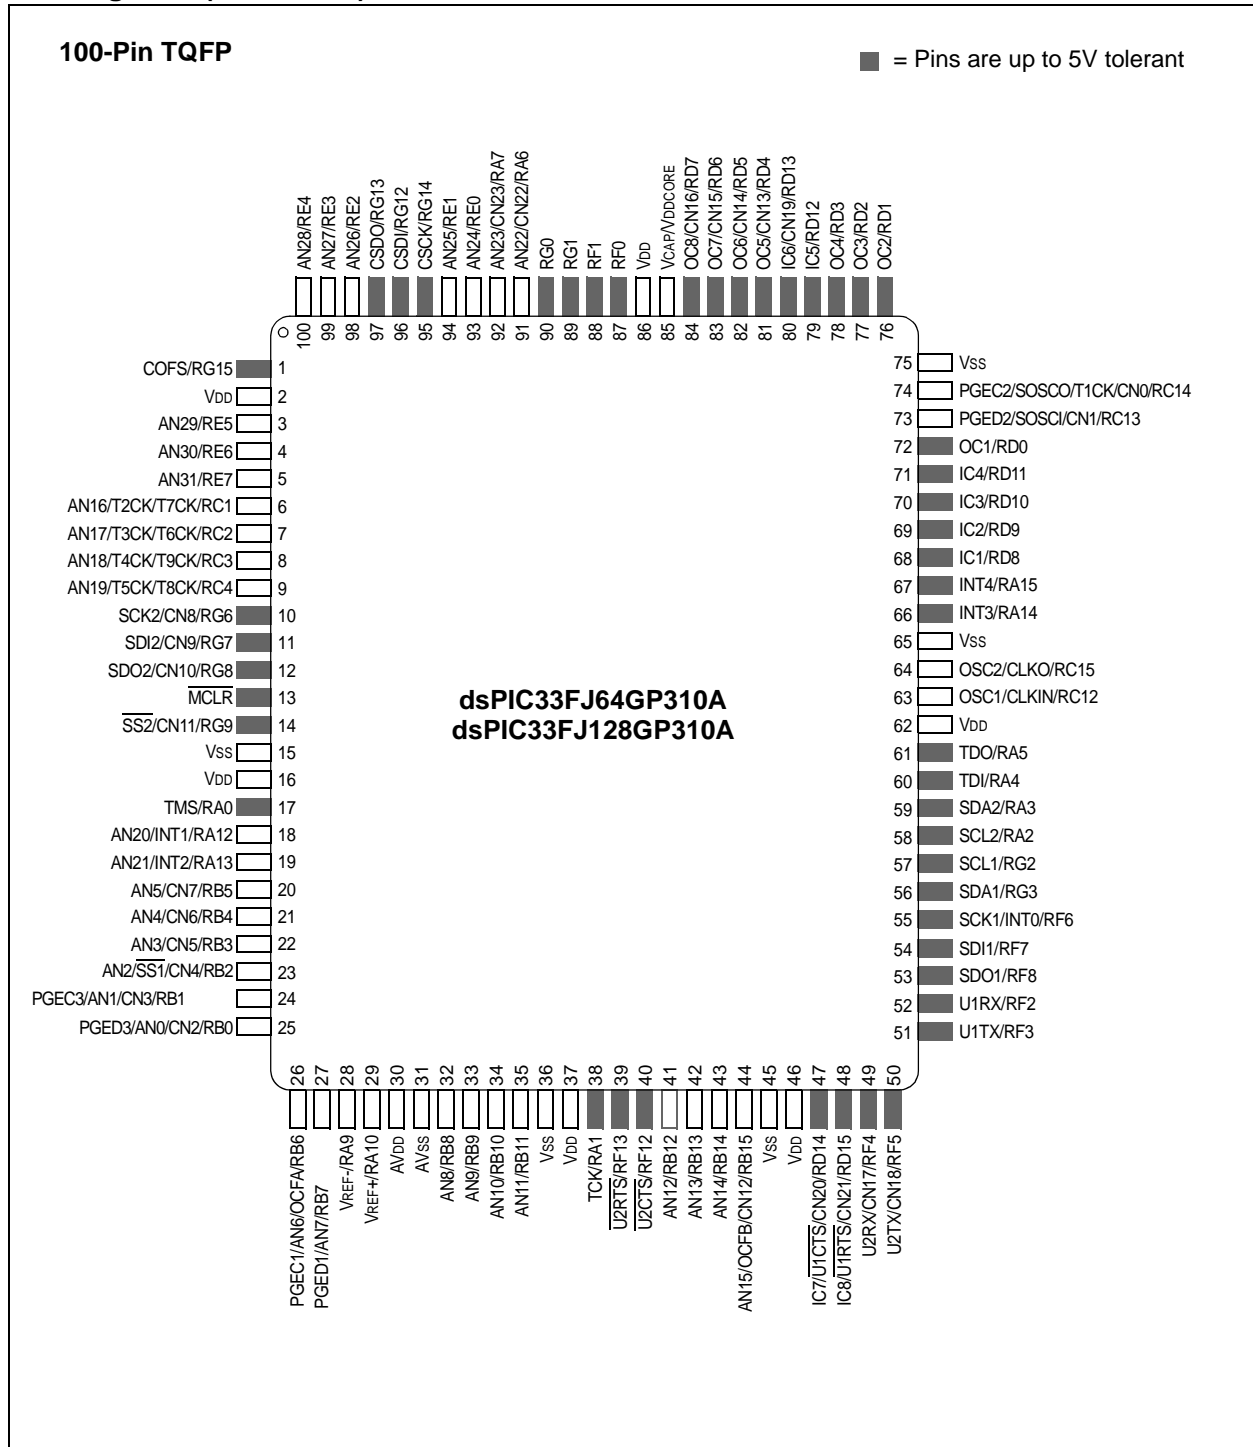 100-Pin TQFP
= Pins are up to 5V tolerant
AN28/RE4
AN27/RE3
AN26/RE2
CSDO/RG13
CSDI/RG12
CSCK/RG14
AN25/RE1
AN24/RE0
AN23/CN23/RA7
AN22/CN22/RA6
RG0
RG1
RF1
RF0
VDD
VCAP/VDDCORE
OC8/CN16/RD7
OC7/CN15/RD6
OC6/CN14/RD5
OC5/CN13/RD4
IC6/CN19/RD13
IC5/RD12
OC4/RD3
OC3/RD2
OC2/RD1
100
99
98
97
96
95
94
93
92
91
90
89
88
87
86
85
84
83
82
81
80
79
78
77
76
COFS/RG15 1
VDD 2
AN29/RE5 3
AN30/RE6 4
AN31/RE7 5
AN16/T2CK/T7CK/RC1 6
AN17/T3CK/T6CK/RC2 7
AN18/T4CK/T9CK/RC3 8
AN19/T5CK/T8CK/RC4 9
SCK2/CN8/RG6 10
SDI2/CN9/RG7 11
SDO2/CN10/RG8 12
MCLR 13
SS2/CN11/RG9 14
VSS 15
VDD 16
TMS/RA0 17
AN20/INT1/RA12 18
AN21/INT2/RA13 19
AN5/CN7/RB5 20
AN4/CN6/RB4 21
AN3/CN5/RB3 22
AN2/SS1/CN4/RB2 23
PGEC3/AN1/CN3/RB1 24
PGED3/AN0/CN2/RB0 25
dsPIC33FJ64GP310A
dsPIC33FJ128GP310A
75 VSS
74 PGEC2/SOSCO/T1CK/CN0/RC14
73 PGED2/SOSCI/CN1/RC13
72 OC1/RD0
71 IC4/RD11
70 IC3/RD10
69 IC2/RD9
68 IC1/RD8
67 INT4/RA15
66 INT3/RA14
65 VSS
64 OSC2/CLKO/RC15
63 OSC1/CLKIN/RC12
62 VDD
61 TDO/RA5
60 TDI/RA4
59 SDA2/RA3
58 SCL2/RA2
57 SCL1/RG2
56 SDA1/RG3
55 SCK1/INT0/RF6
54 SDI1/RF7
53 SDO1/RF8
52 U1RX/RF2
51 U1TX/RF3
26
27
28
29
30
31
32
33
34
35
36
37
38
39
40
41
42
43
44
45
46
47
48
49
50
PGEC1/AN6/OCFA/RB6
PGED1/AN7/RB7
VREF-/RA9
VREF+/RA10
AVDD
AVSS
AN8/RB8
AN9/RB9
AN10/RB10
AN11/RB11
VSS
VDD
TCK/RA1
U2RTS/RF13
U2CTS/RF12
AN12/RB12
AN13/RB13
AN14/RB14
AN15/OCFB/CN12/RB15
VSS
VDD
IC7/U1CTS/CN20/RD14
IC8/U1RTS/CN21/RD15
U2RX/CN17/RF4
U2TX/CN18/RF5